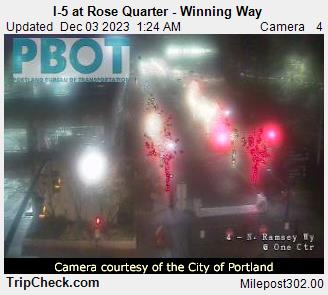 I-5 at Rose Quarter - Winning Way
Updated Dec 03 2023 1:24 AM Camera 4
PBOT
PORTLAND BUREAU OF TRANSPORTATION
4 - N. Ramsey Wy
@ One Ctr
Camera courtesy of the City of Portland
TripCheck.com Milepost302.00